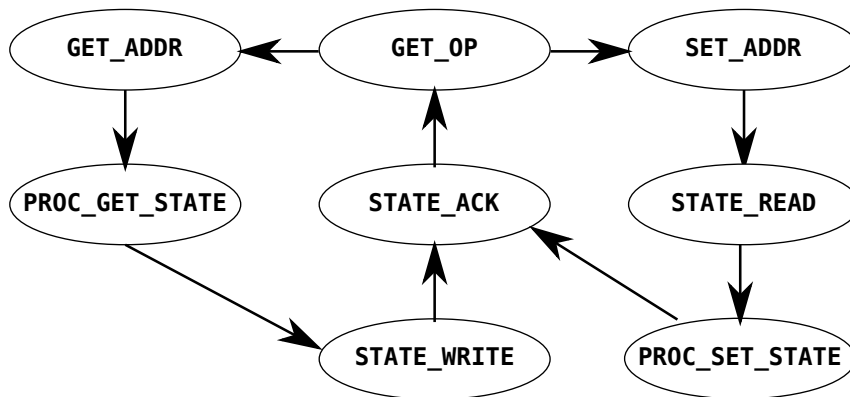 GET_ADDR
GET_OP
SET_ADDR
PROC_GET_STATE
STATE_ACK
STATE_READ
STATE_WRITE
PROC_SET_STATE